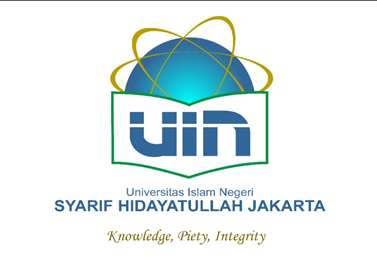 UIN
Universitas Islam Negeri
SYARIF HIDAYATULLAH JAKARTA
Knowledge, Piety, Integrity